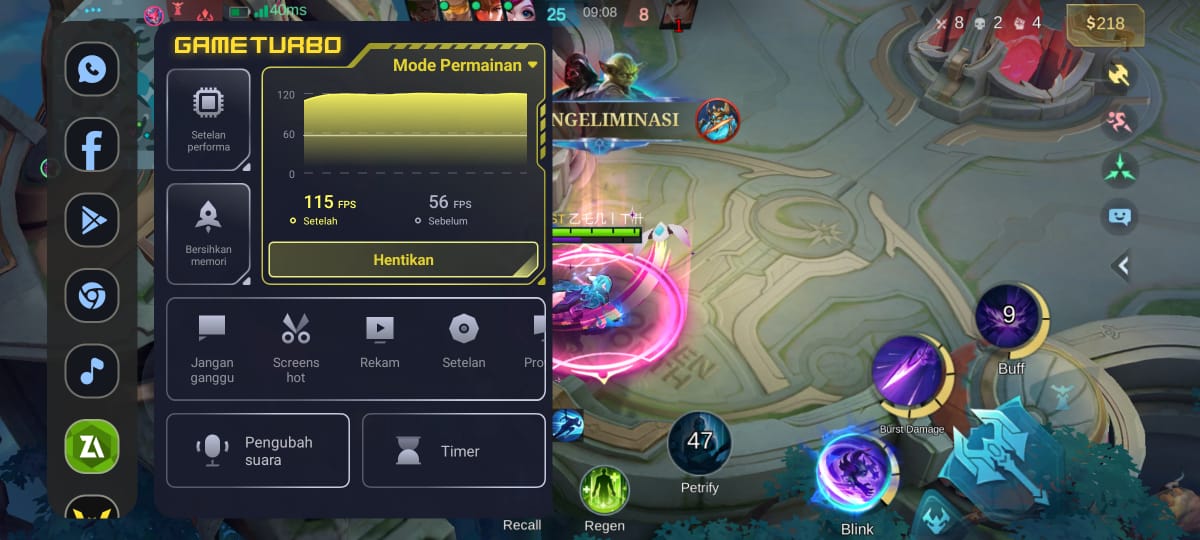 40ms
25
09:08
8
1
8
2
4
$218
GAMETURBO
Mode Permainan
120
60
0
115 FPS
Setelah
56 FPS
Sebelum
Hentikan
Setelan
performa
Bersihkan
memori
NGELIMINASI
Jangan
ganggu
Screens
hot
Rekam
Setelan
Pro
Pengubah
suara
Timer
9
Buff
Burst Damage
47
Petrify
Blink
Regen
Recall